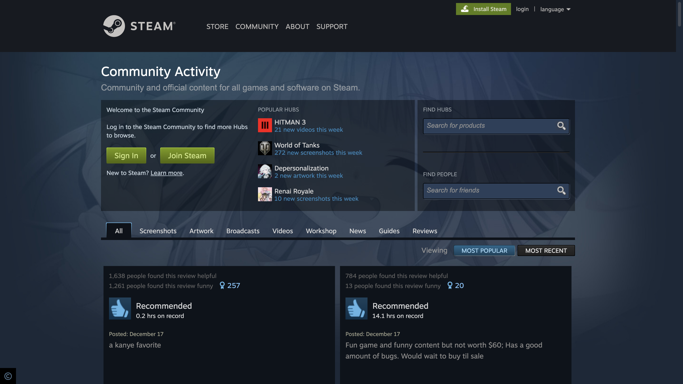 Install Steam
login | language
STEAM®
STORE COMMUNITY ABOUT SUPPORT
Community Activity
Community and official content for all games and software on Steam.
Welcome to the Steam Community
Log in to the Steam Community to find more Hubs
to browse.
Sign In or Join Steam
New to Steam? Learn more.
POPULAR HUBS
HITMAN 3
21 new videos this week
World of Tanks
272 new screenshots this week
Depersonalization
2 new artwork this week
Renai Royale
10 new screenshots this week
FIND HUBS
Search for products
FIND PEOPLE
Search for friends
All Screenshots Artwork Broadcasts Videos Workshop News Guides Reviews
Viewing MOST POPULAR MOST RECENT
1,638 people found this review helpful
1,261 people found this review funny 257
Recommended
0.2 hrs on record
Posted: December 17
a kanye favorite
784 people found this review helpful
13 people found this review funny 20
Recommended
14.1 hrs on record
Posted: December 17
Fun game and funny content but not worth $60; Has a good
amount of bugs. Would wait to buy til sale
©